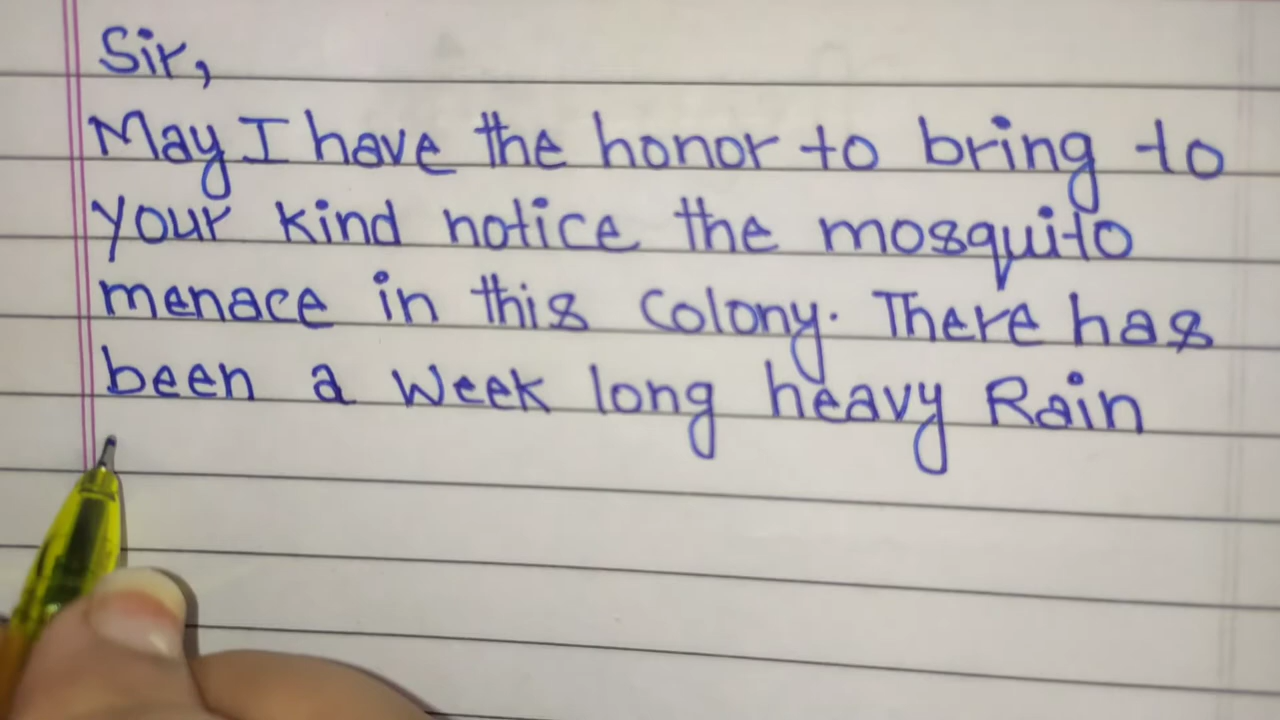 Sir,
May I have the honor to bring to
your kind notice the mosquito
menace in this Colony. There has
been a Week long heavy Rain